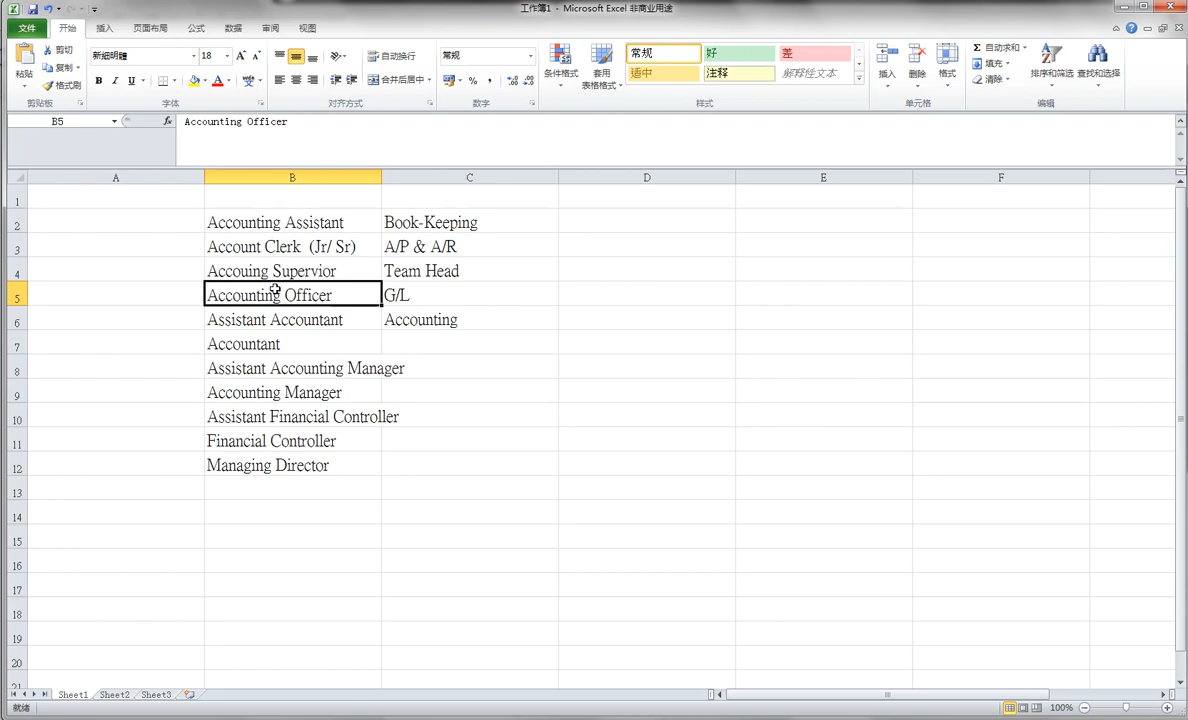 工作簿1 - Microsoft Excel 非商业用途
文件 开始 插入 页面布局 公式 数据 审阅 视图
剪切 新細明體 18 自动换行 常规 常规 好 差 Σ 自动求和
粘贴 复制 条件格式 套用 插入 删除 格式 填充 排序和筛选 查找和选择
格式刷 B I U A 合并后居中 % , 表格格式 适中 注释 解释性文本 清除
剪贴板 字体 对齐方式 数字 样式 单元格 编辑
B5 fx Accounting Officer
A B C D E F
1
2 Accounting Assistant Book-Keeping
3 Account Clerk (Jr/ Sr) A/P & A/R
4 Accouing Supervior Team Head
5 Accounting Officer G/L
6 Assistant Accountant Accounting
7 Accountant
8 Assistant Accounting Manager
9 Accounting Manager
10 Assistant Financial Controller
11 Financial Controller
12 Managing Director
13
14
15
16
17
18
19
20
21
Sheet1 Sheet2 Sheet3
就绪 100%